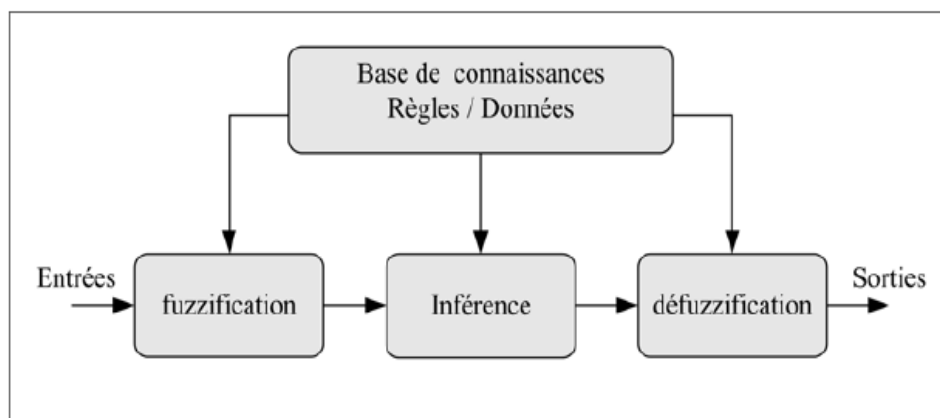 Base de connaissances
Règles / Données
Entrées
fuzzification
Inférence
défuzzification
Sorties